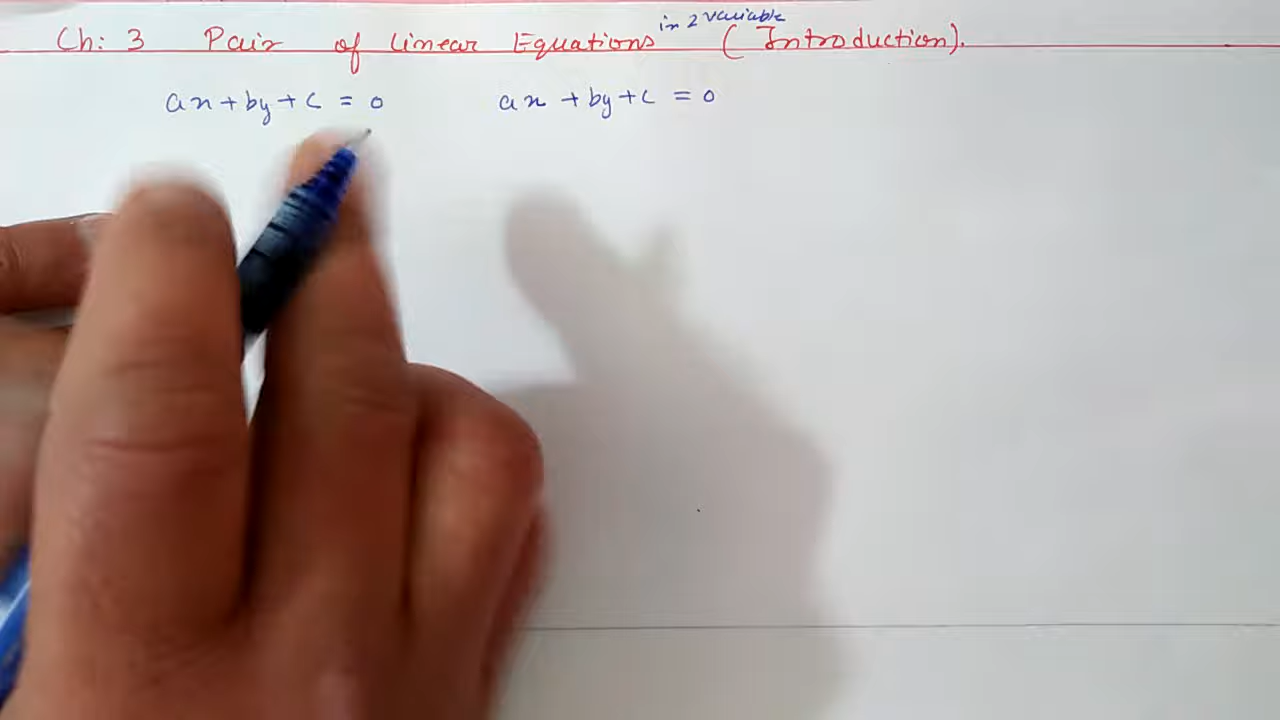 in 2 variable
Ch: 3 Pair of linear Equations (Introduction).
ax+by+c = 0 ax +by+c = 0